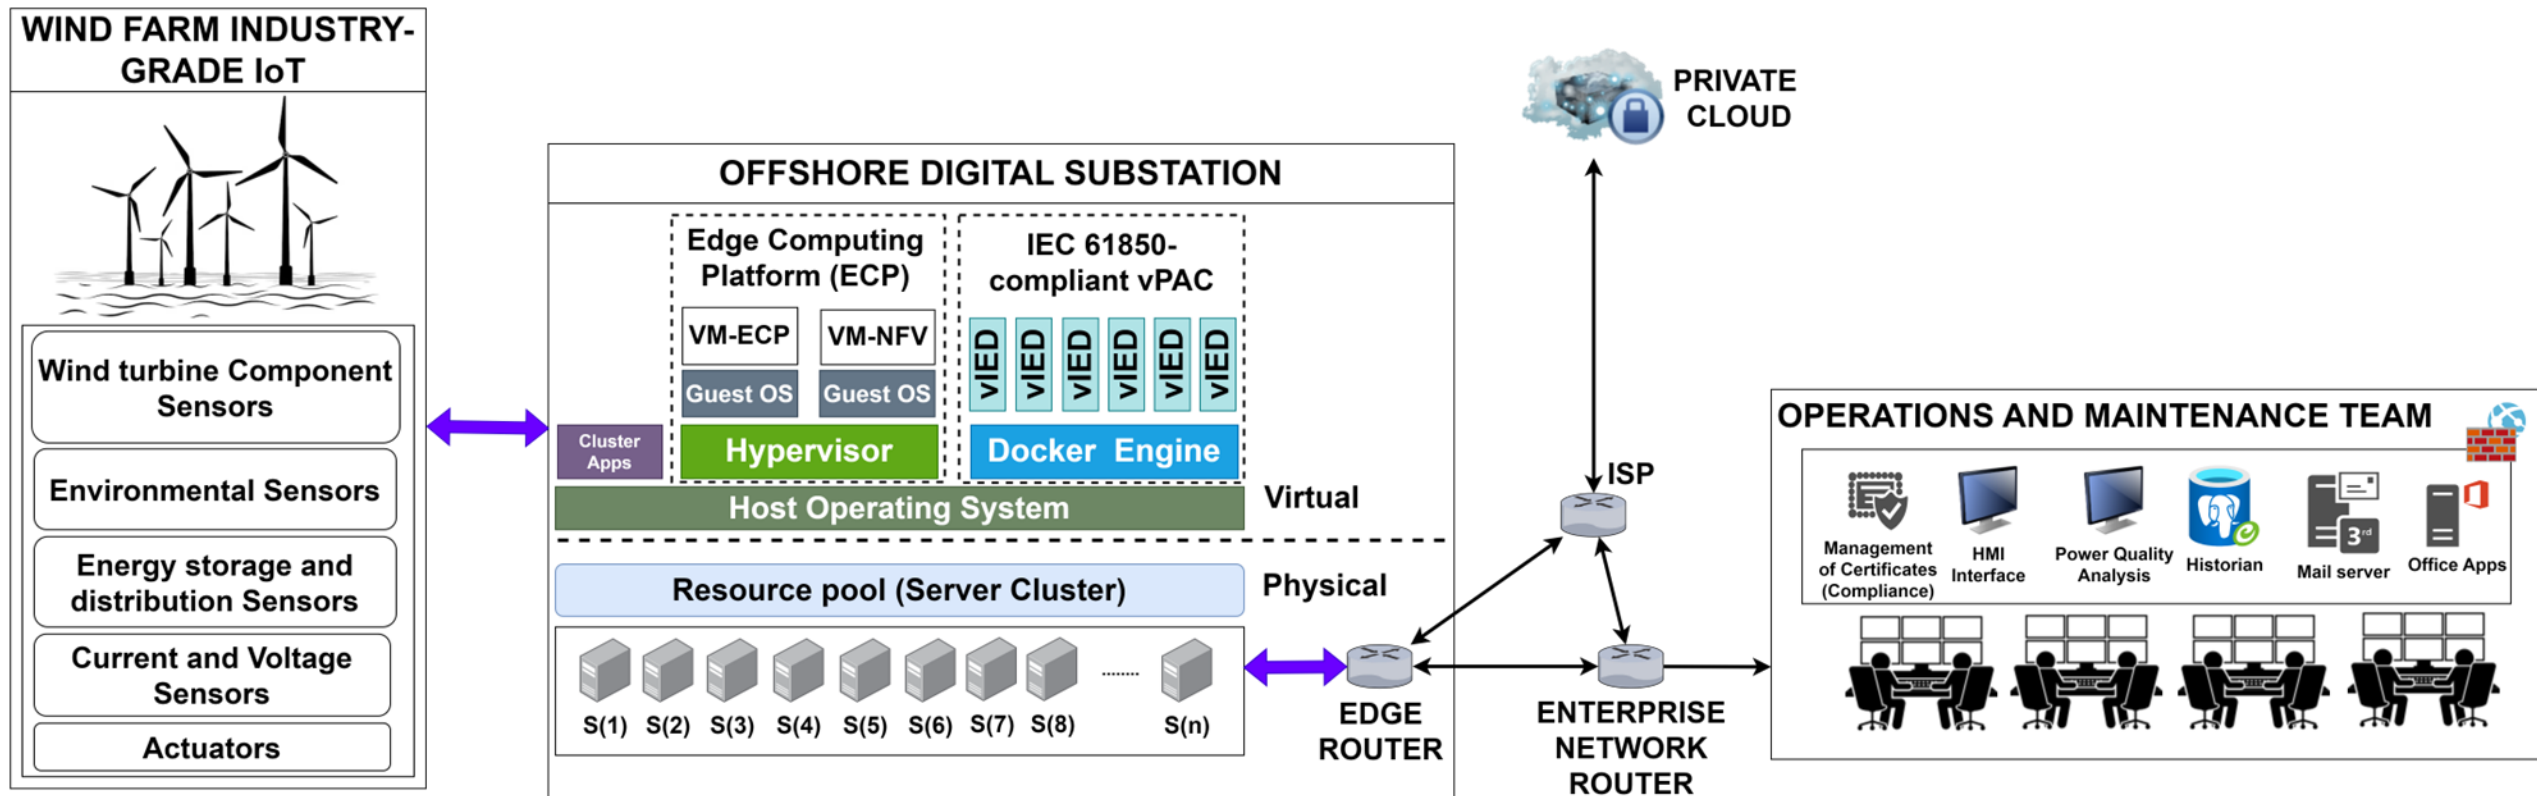 WIND FARM INDUSTRY-
GRADE IoT
Wind turbine Component
Sensors
Environmental Sensors
Energy storage and
distribution Sensors
Current and Voltage
Sensors
Actuators
OFFSHORE DIGITAL SUBSTATION
Edge Computing
Platform (ECP)
VM-ECP
VM-NFV
Guest OS
Guest OS
Hypervisor
IEC 61850-
compliant vPAC
vIED
vIED
vIED
vIED
vIED
vIED
Docker Engine
Cluster
Apps
Host Operating System
Virtual
Resource pool (Server Cluster)
Physical
S(1) S(2) S(3) S(4) S(5) S(6) S(7) S(8) ........ S(n)
EDGE
ROUTER
PRIVATE
CLOUD
ISP
ENTERPRISE
NETWORK
ROUTER
OPERATIONS AND MAINTENANCE TEAM
Management
of Certificates
(Compliance)
HMI
Interface
Power Quality
Analysis
Historian
3rd
Mail server
Office Apps